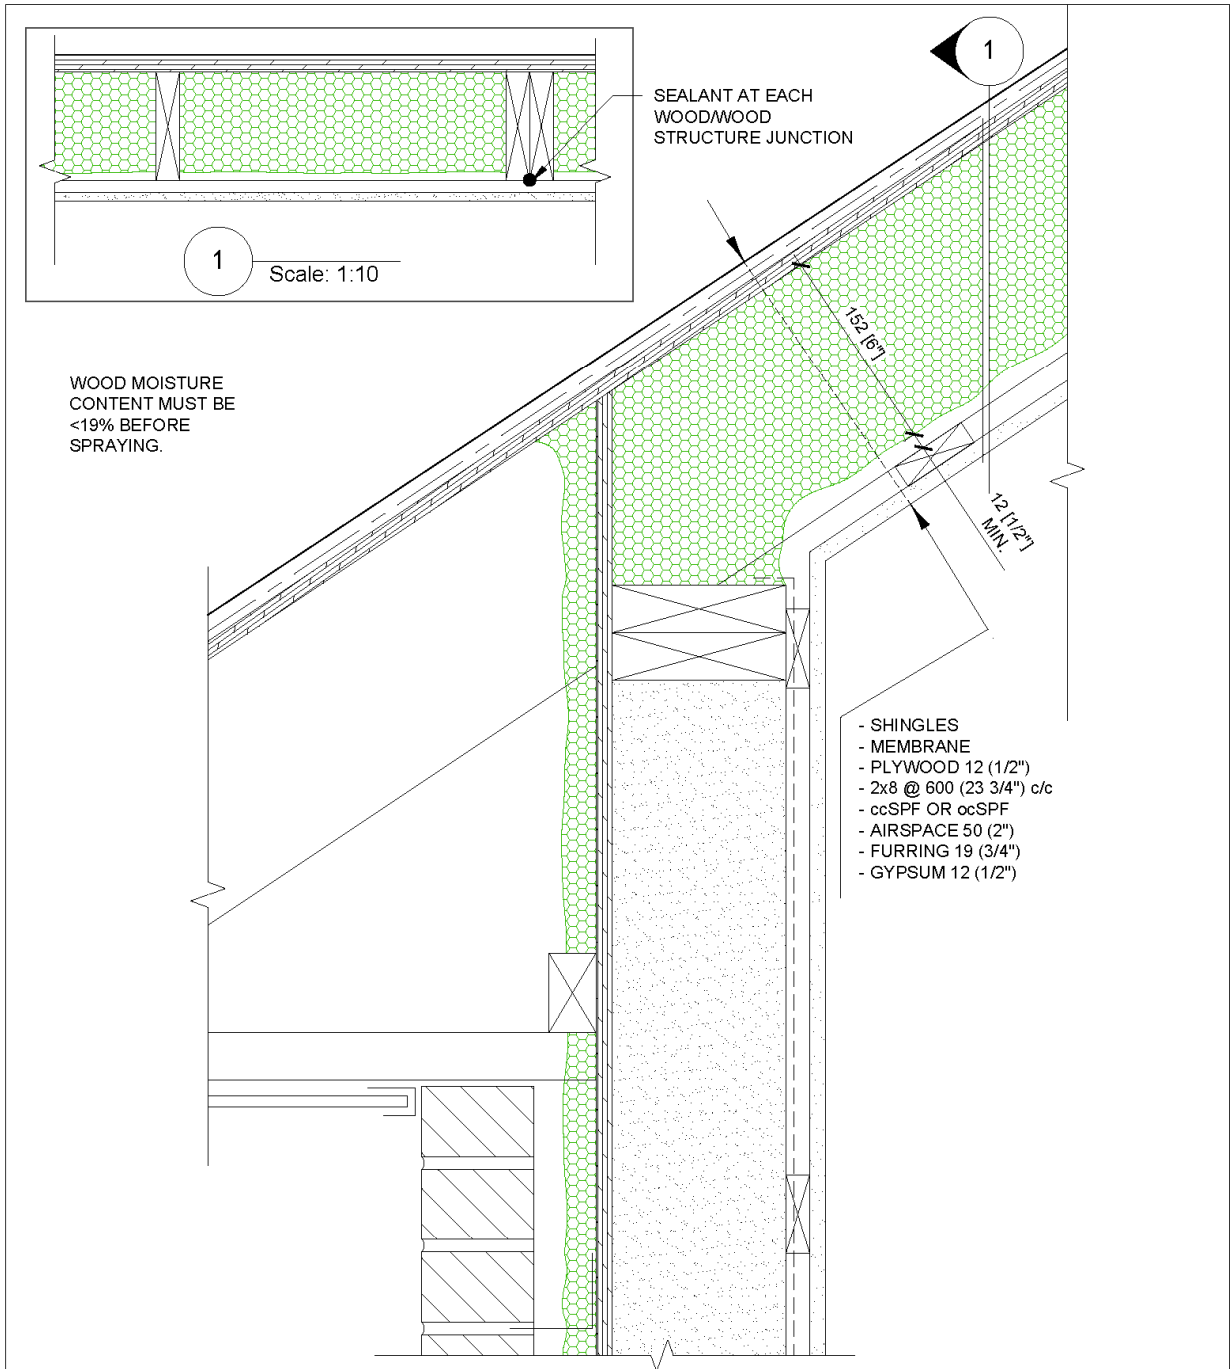 1
SEALANT AT EACH
WOOD/WOOD
STRUCTURE JUNCTION
1
Scale: 1:10
WOOD MOISTURE
CONTENT MUST BE
<19% BEFORE
SPRAYING.
152 [6"]
12 [1/2"]
MIN.
- SHINGLES
- MEMBRANE
- PLYWOOD 12 (1/2")
- 2x8 @ 600 (23 3/4") c/c
- ccSPF OR ocSPF
- AIRSPACE 50 (2")
- FURRING 19 (3/4")
- GYPSUM 12 (1/2")